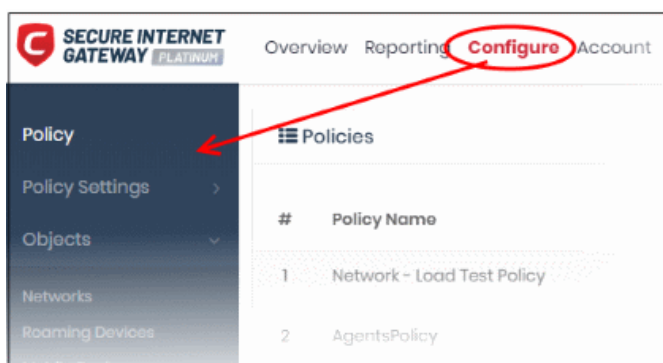 SECURE INTERNET
GATEWAY PLATINUM
Overview Reporting Configure Account
Policy
Policy Settings
Objects
Networks
Roaming Devices
Policies
# Policy Name
1 Network - Load Test Policy
2 AgentsPolicy